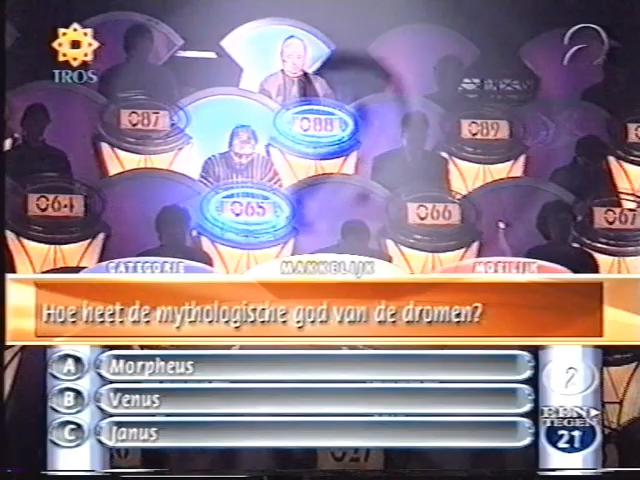 TROS
2
087
088
089
064
065
066
067
CATEGORIE
MAKKELIJK
MOEILIJK
Hoe heet de mythologische god van de dromen?
A Morpheus
B Venus
C Janus
2
EEN TEGEN
21